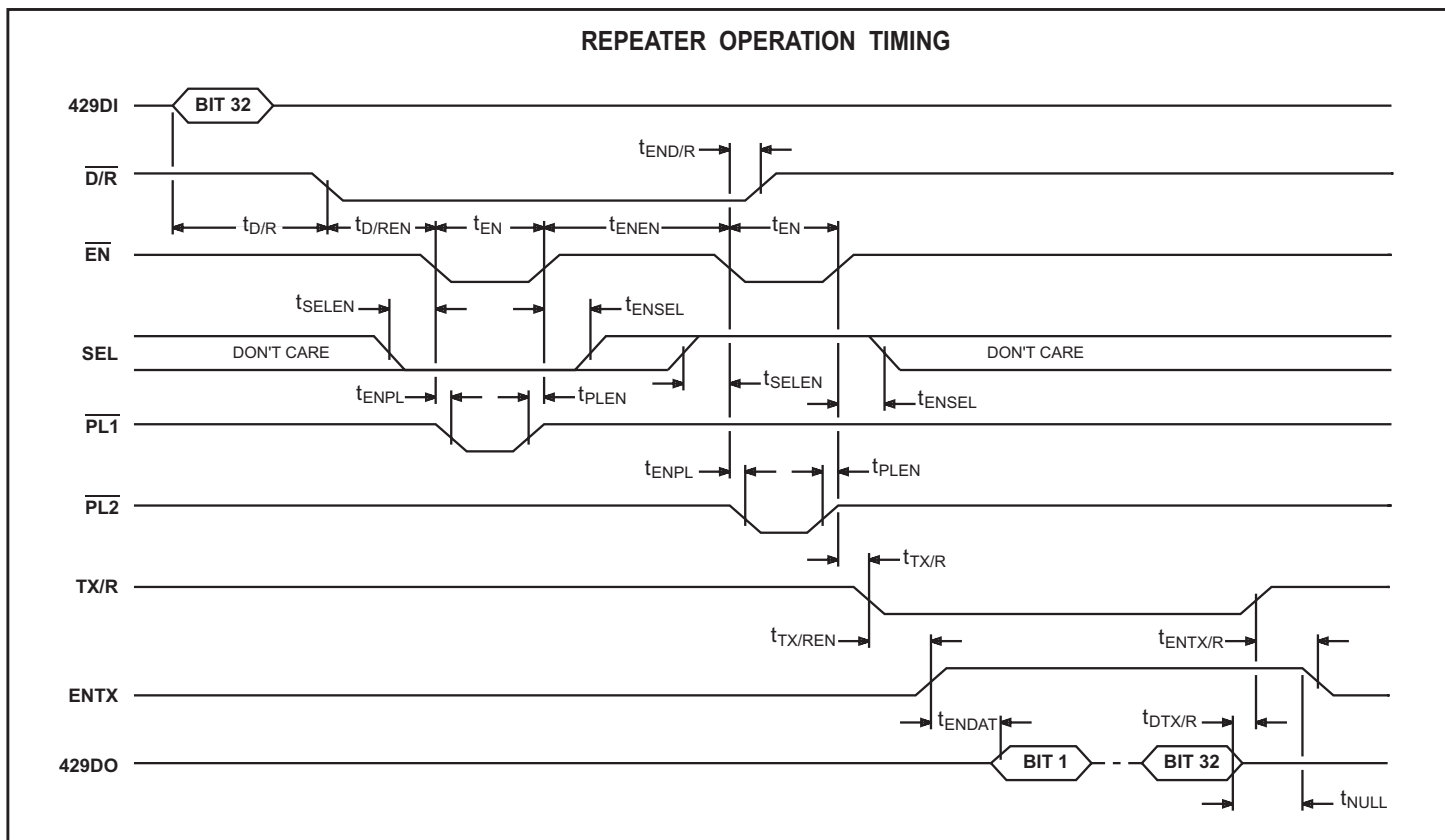 REPEATER OPERATION TIMING
429DI
BIT 32
tEND/R
D/R
tD/R
tD/REN
tEN
tENEN
tEN
EN
tSELEN
tENSEL
SEL
DON'T CARE
DON'T CARE
tSELEN
tENPL
tPLEN
tENSEL
PL1
tENPL
tPLEN
PL2
tTX/R
TX/R
tTX/REN
tENTX/R
ENTX
tENDAT
tDTX/R
429DO
BIT 1
BIT 32
tNULL